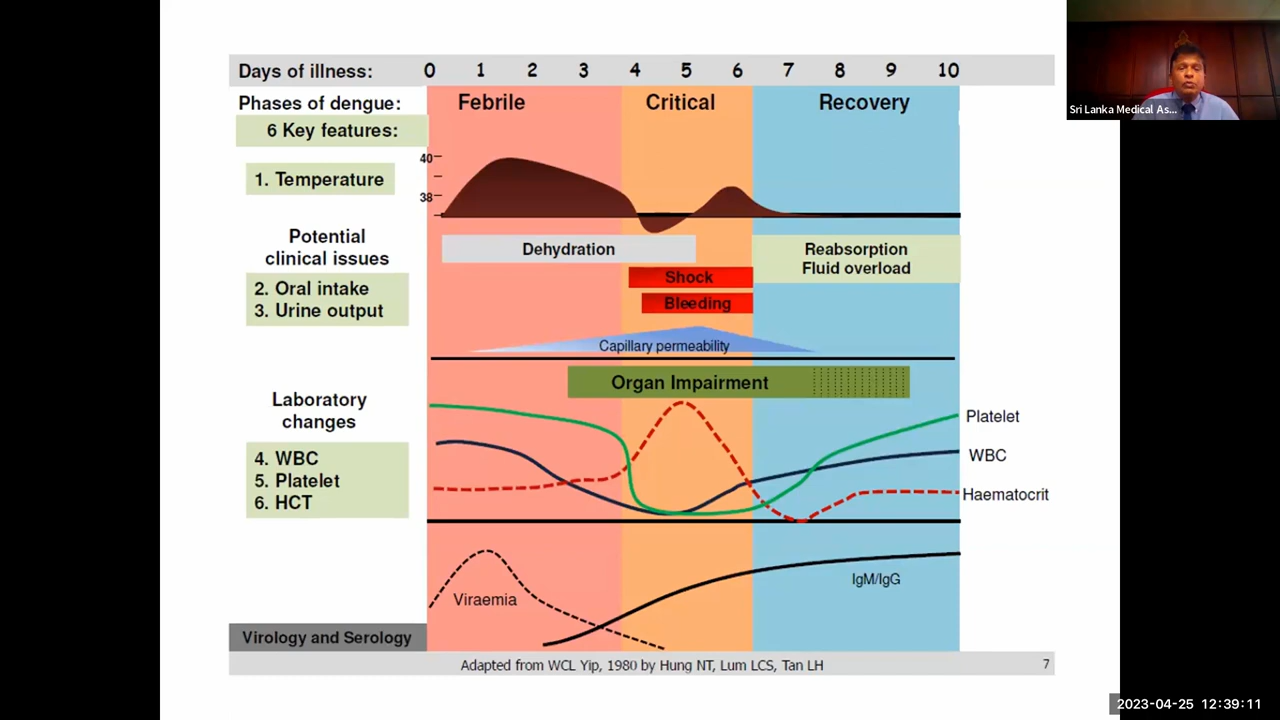 Days of illness: 0 1 2 3 4 5 6 7 8 9 10
Phases of dengue: Febrile Critical Recovery
6 Key features:
40
1. Temperature
38
Potential
clinical issues
2. Oral intake
3. Urine output
Dehydration
Shock
Bleeding
Reabsorption
Fluid overload
Capillary permeability
Organ Impairment
Laboratory
changes
4. WBC
5. Platelet
6. HCT
Platelet
WBC
Haematocrit
Viraemia
IgM/IgG
Virology and Serology
Adapted from WCL Yip, 1980 by Hung NT, Lum LCS, Tan LH
7
Sri Lanka Medical As...
2023-04-25 12:39:11